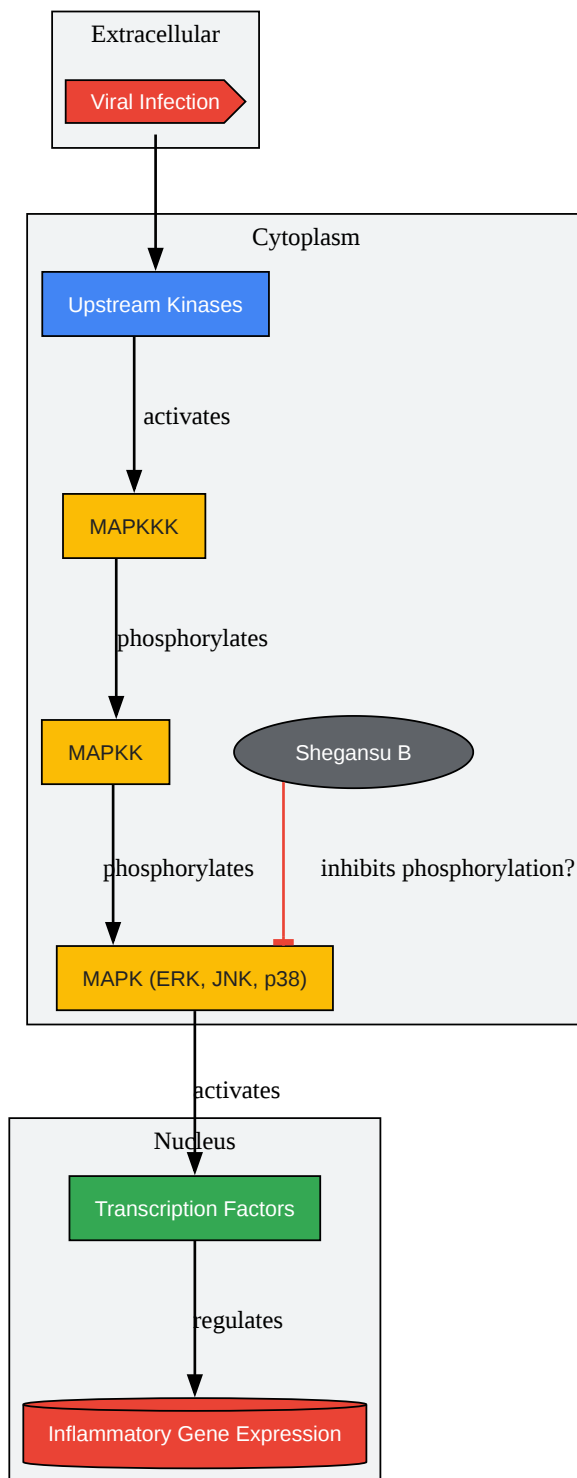 Extracellular
Viral Infection
Cytoplasm
Upstream Kinases
activates
MAPKKK
phosphorylates
MAPKK
Shegansu B
phosphorylates
inhibits phosphorylation?
MAPK (ERK, JNK, p38)
activates
Nucleus
Transcription Factors
regulates
Inflammatory Gene Expression